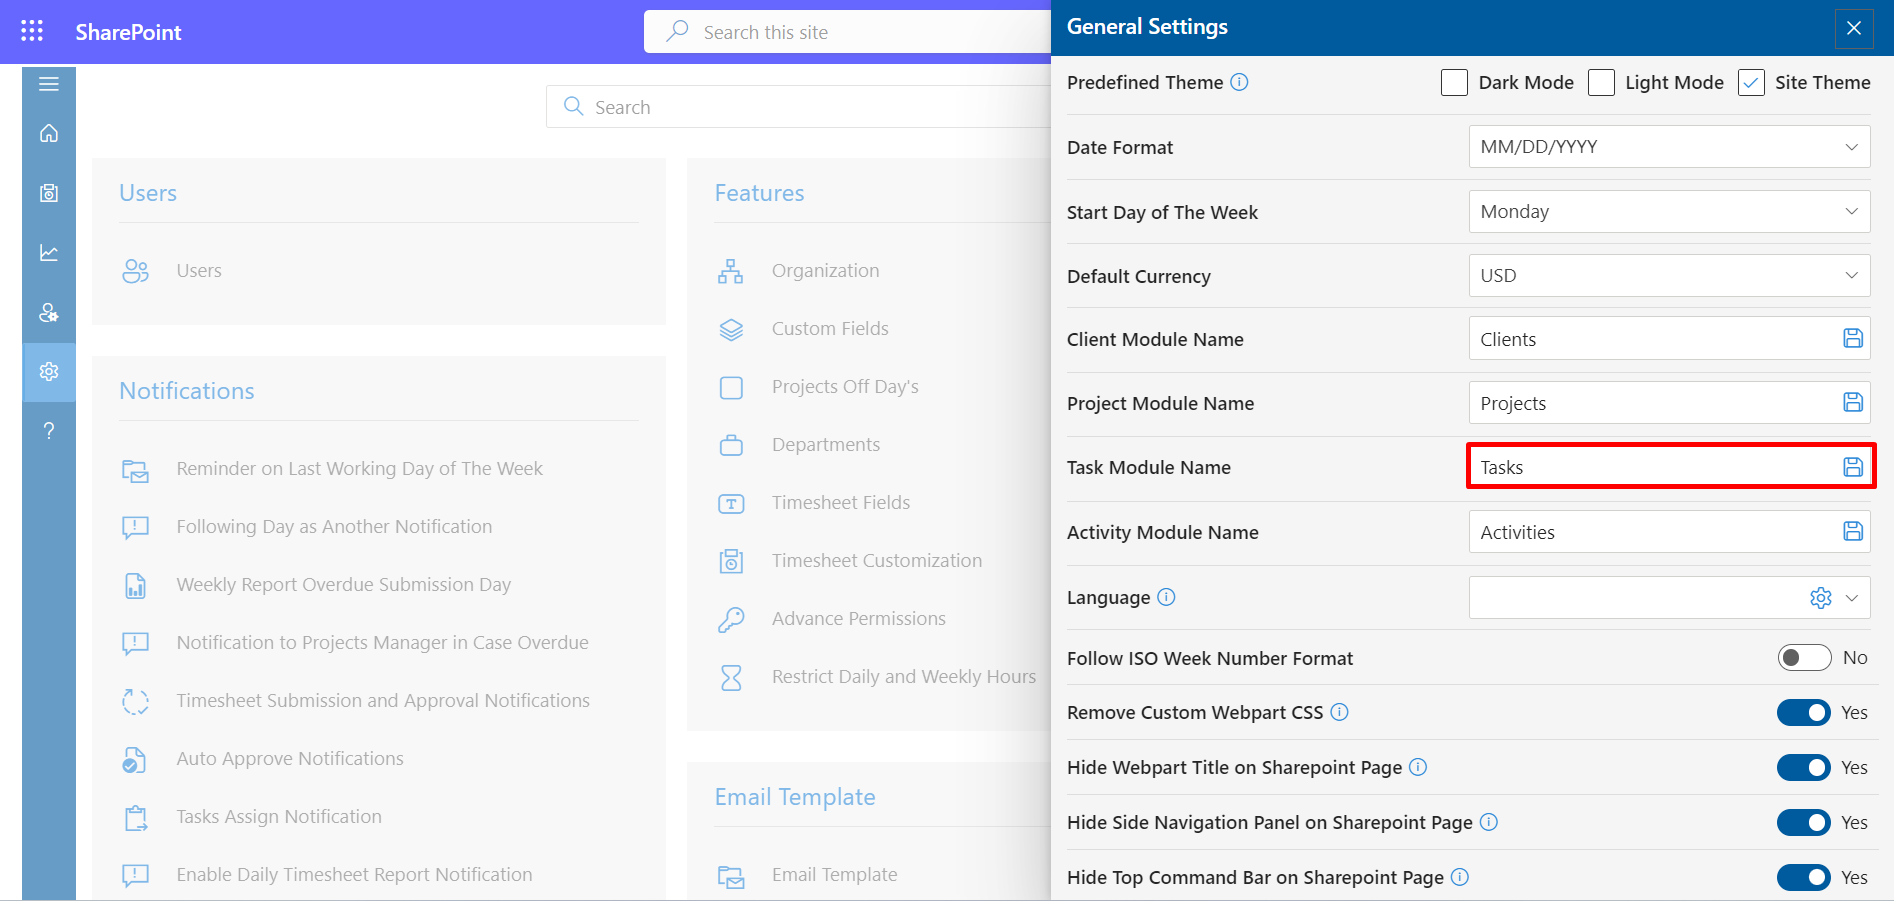 SharePoint
Search this site
Search
Users
Users
Notifications
Reminder on Last Working Day of The Week
Following Day as Another Notification
Weekly Report Overdue Submission Day
Notification to Projects Manager in Case Overdue
Timesheet Submission and Approval Notifications
Auto Approve Notifications
Tasks Assign Notification
Enable Daily Timesheet Report Notification
Features
Organization
Custom Fields
Projects Off Day's
Departments
Timesheet Fields
Timesheet Customization
Advance Permissions
Restrict Daily and Weekly Hours
Email Template
Email Template
General Settings
Predefined Theme Dark Mode Light Mode Site Theme
Date Format MM/DD/YYYY
Start Day of The Week Monday
Default Currency USD
Client Module Name Clients
Project Module Name Projects
Task Module Name Tasks
Activity Module Name Activities
Language
Follow ISO Week Number Format No
Remove Custom Webpart CSS Yes
Hide Webpart Title on Sharepoint Page Yes
Hide Side Navigation Panel on Sharepoint Page Yes
Hide Top Command Bar on Sharepoint Page Yes